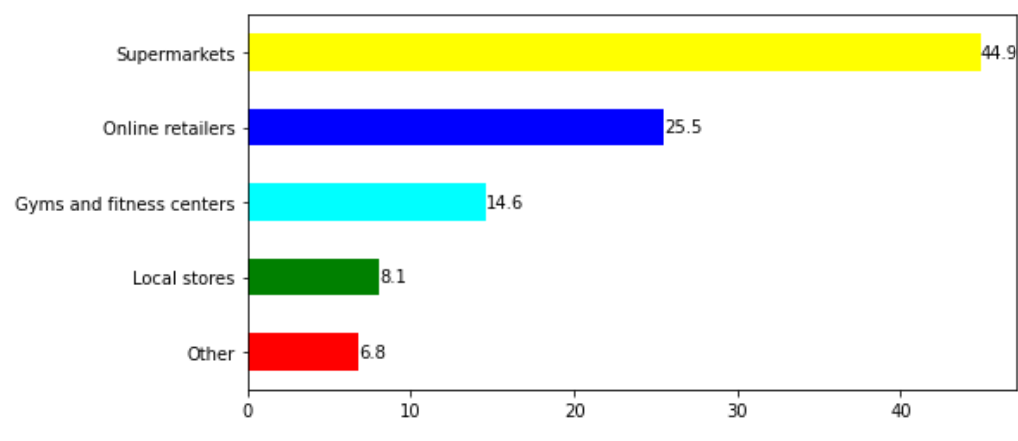 Supermarkets 44.9
Online retailers 25.5
Gyms and fitness centers 14.6
Local stores 8.1
Other 6.8
0 10 20 30 40